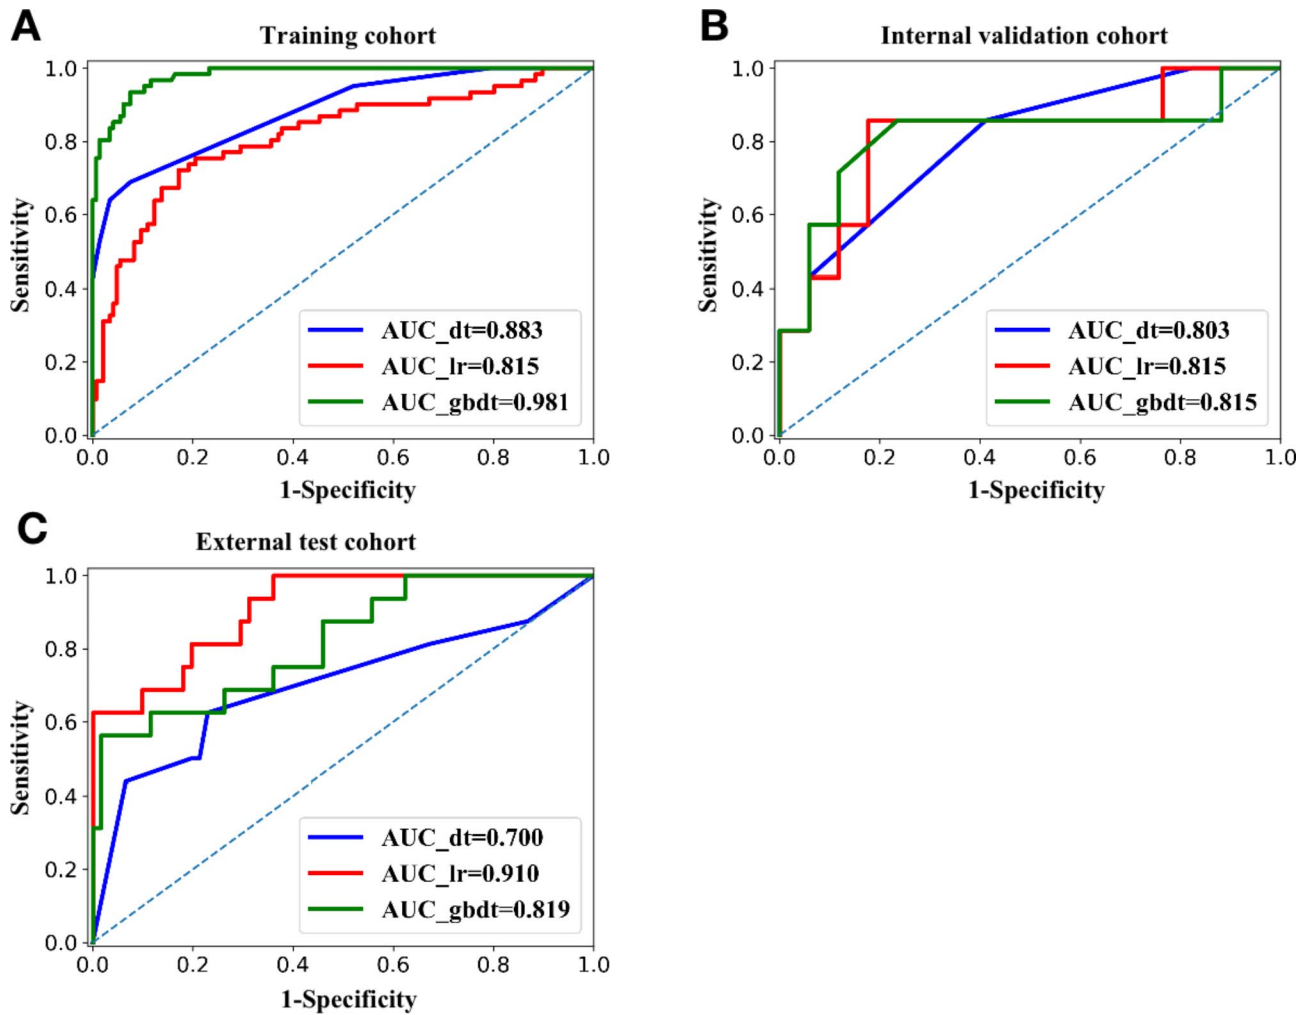 A
Training cohort
1.0
0.8
0.6
0.4
0.2
0.0
Sensitivity
AUC_dt=0.883
AUC_lr=0.815
AUC_gbdt=0.981
0.0 0.2 0.4 0.6 0.8 1.0
1-Specificity
B
Internal validation cohort
1.0
0.8
0.6
0.4
0.2
0.0
Sensitivity
AUC_dt=0.803
AUC_lr=0.815
AUC_gbdt=0.815
0.0 0.2 0.4 0.6 0.8 1.0
1-Specificity
C
External test cohort
1.0
0.8
0.6
0.4
0.2
0.0
Sensitivity
AUC_dt=0.700
AUC_lr=0.910
AUC_gbdt=0.819
0.0 0.2 0.4 0.6 0.8 1.0
1-Specificity